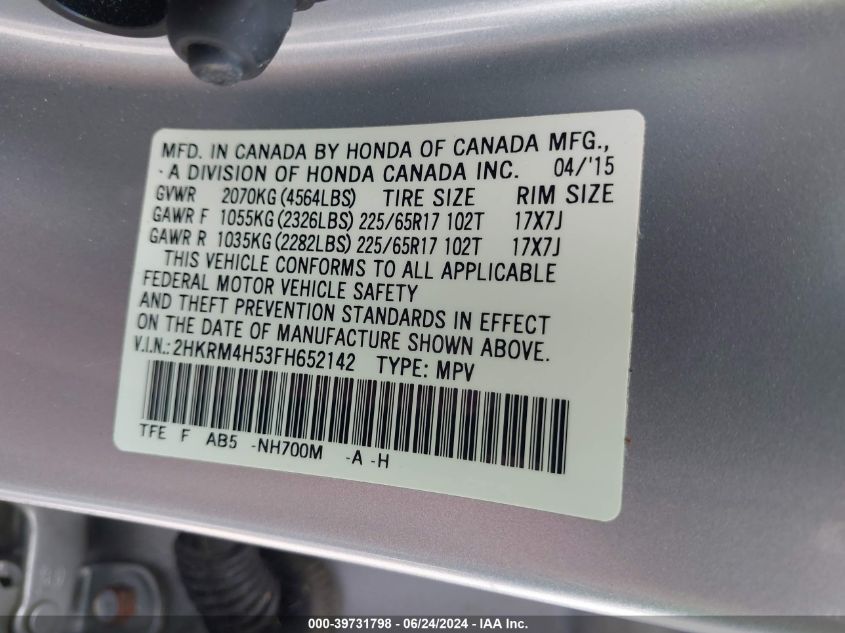 MFD. IN CANADA BY HONDA OF CANADA MFG.,
- A DIVISION OF HONDA CANADA INC. 04/'15
GVWR 2070KG (4564LBS) TIRE SIZE RIM SIZE
GAWR F 1055KG (2326LBS) 225/65R17 102T 17X7J
GAWR R 1035KG (2282LBS) 225/65R17 102T 17X7J
THIS VEHICLE CONFORMS TO ALL APPLICABLE
FEDERAL MOTOR VEHICLE SAFETY
AND THEFT PREVENTION STANDARDS IN EFFECT
ON THE DATE OF MANUFACTURE SHOWN ABOVE.
V.I.N.: 2HKRM4H53FH652142 TYPE: MPV
TFE F AB5 -NH700M -A -H
000-39731798 - 06/24/2024 - IAA Inc.